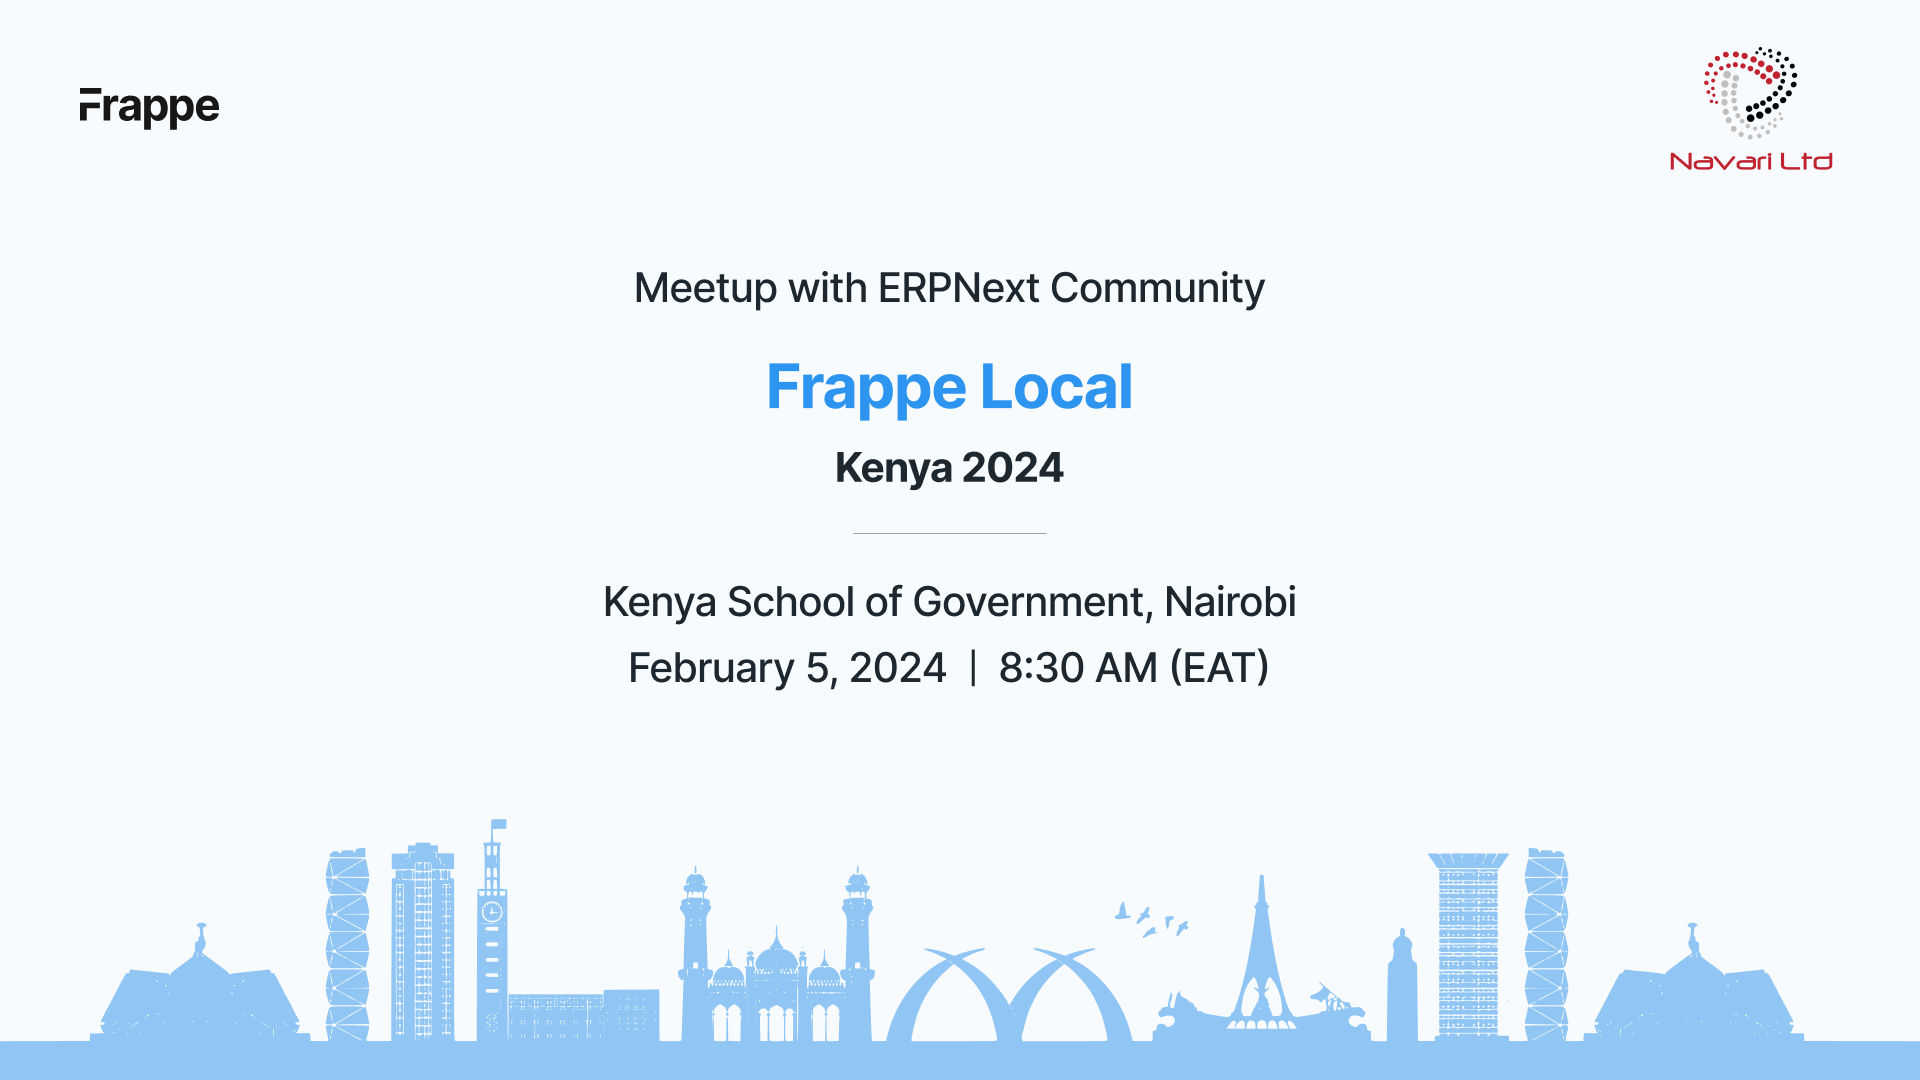 Frappe
Navari Ltd
Meetup with ERPNext Community
Frappe Local
Kenya 2024
Kenya School of Government, Nairobi
February 5, 2024 | 8:30 AM (EAT)